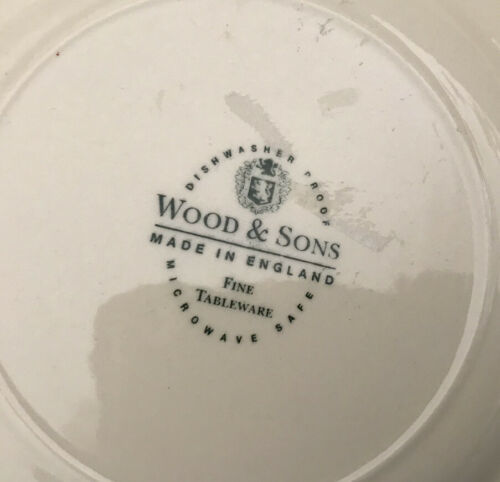 DISHWASHER PROOF
WOOD & SONS
MADE IN ENGLAND
FINE
TABLEWARE
MICROWAVE SAFE